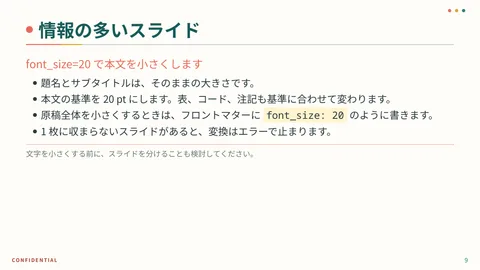 情報の多いスライド
font_size=20 で本文を小さくします
• 題名とサブタイトルは、そのままの大きさです。
• 本文の基準を 20 pt にします。表、コード、注記も基準に合わせて変わります。
• 原稿全体を小さくするときは、フロントマターに font_size: 20 のように書きます。
• 1 枚に収まらないスライドがあると、変換はエラーで止まります。
文字を小さくする前に、スライドを分けることも検討してください。
CONFIDENTIAL
9